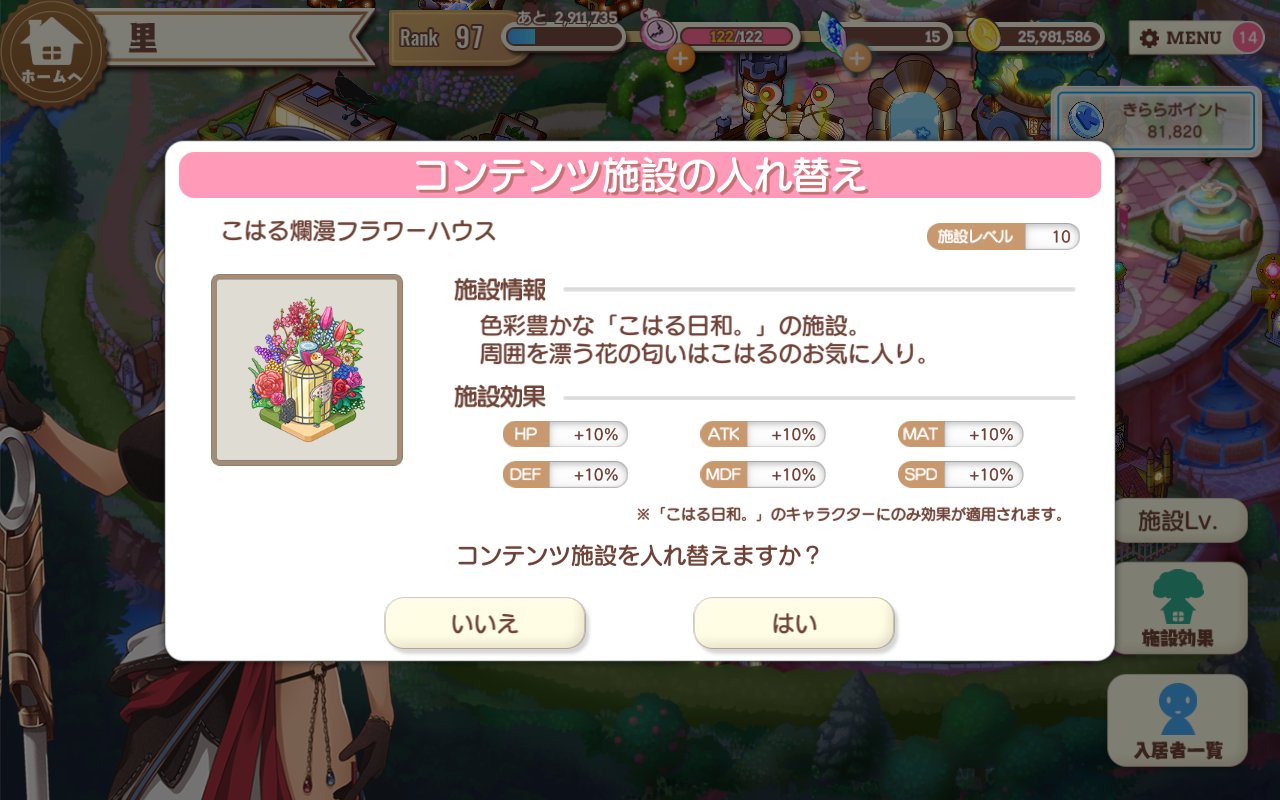 ホームへ
里
Rank 97
あと 2,911,735
122/122
15
25,981,586
MENU
14
きららポイント
81,820
コンテンツ施設の入れ替え
こはる爛漫フラワーハウス
施設レベル 10
施設情報
色彩豊かな「こはる日和。」の施設。
周囲を漂う花の匂いはこはるのお気に入り。
施設効果
HP +10% ATK +10% MAT +10%
DEF +10% MDF +10% SPD +10%
※「こはる日和。」のキャラクターにのみ効果が適用されます。
コンテンツ施設を入れ替えますか？
いいえ はい
施設Lv.
施設効果
入居者一覧